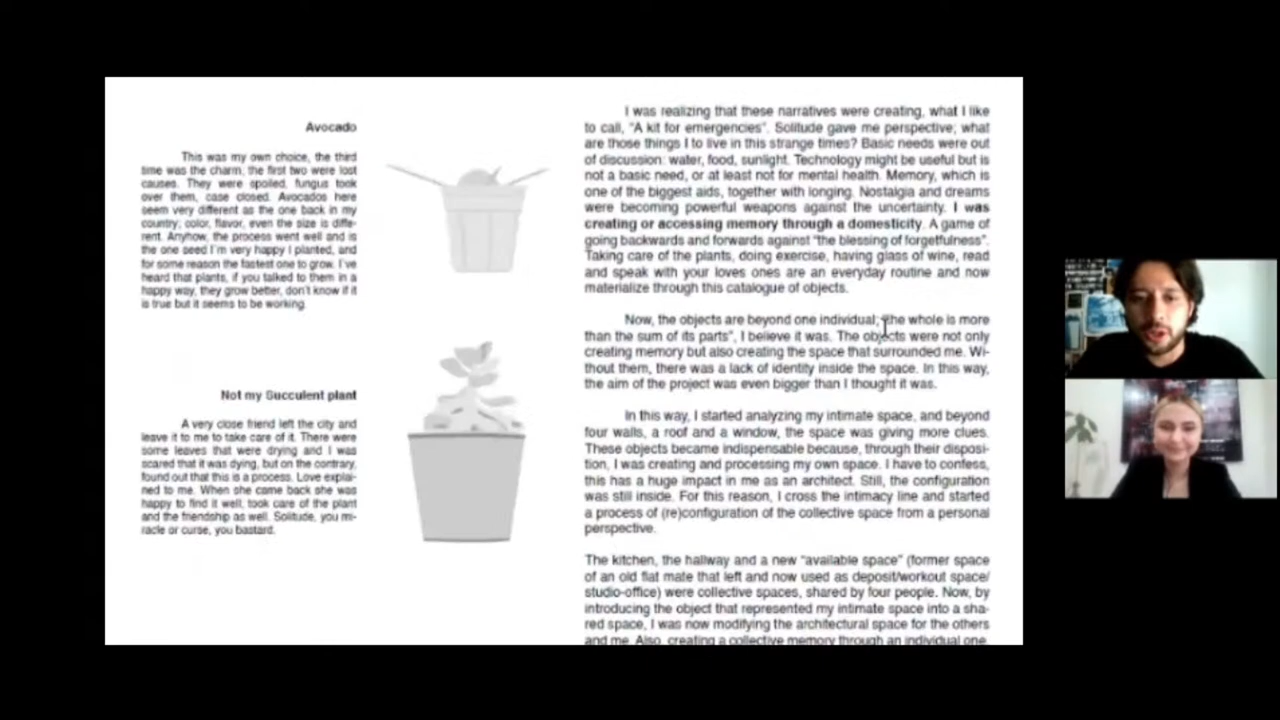 Avocado
This was my own choice, the third
time was the charm, the first two were lost
causes. They were spoiled, fungus took
over them, case closed. Avocados here
seem very different as the one back in my
country; color, flavor, even the size is diffe-
rent. Anyhow, the process went well and is
the one seed I'm very happy I planted, and
for some reason the fastest one to grow. I've
heard that plants, if you talked to them in a
happy way, they grow better, don't know if it
is true but it seems to be working.
Not my Succulent plant
A very close friend left the city and
leave it to me to take care of it. There were
some leaves that were drying and I was
scared that it was dying, but on the contrary,
found out that this is a process. Love explai-
ned to me. When she came back she was
happy to find it well, took care of the plant
and the friendship as well. Solitude, you mi-
racle or curse, you bastard.
I was realizing that these narratives were creating, what I like
to call, "A kit for emergencies". Solitude gave me perspective; what
are those things I to live in this strange times? Basic needs were out
of discussion: water, food, sunlight. Technology might be useful but is
not a basic need, or at least not for mental health. Memory, which is
one of the biggest aids, together with longing. Nostalgia and dreams
were becoming powerful weapons against the uncertainty. I was
creating or accessing memory through a domesticity. A game of
going backwards and forwards against "the blessing of forgetfulness".
Taking care of the plants, doing exercise, having glass of wine, read
and speak with your loves ones are an everyday routine and now
materialize through this catalogue of objects.
Now, the objects are beyond one individual; "The whole is more
than the sum of its parts", I believe it was. The objects were not only
creating memory but also creating the space that surrounded me. Wi-
thout them, there was a lack of identity inside the space. In this way,
the aim of the project was even bigger than I thought it was.
In this way, I started analyzing my intimate space, and beyond
four walls, a roof and a window, the space was giving more clues.
These objects became indispensable because, through their disposi-
tion, I was creating and processing my own space. I have to confess,
this has a huge impact in me as an architect. Still, the configuration
was still inside. For this reason, I cross the intimacy line and started
a process of (re)configuration of the collective space from a personal
perspective.
The kitchen, the hallway and a new "available space" (former space
of an old flat mate that left and now used as deposit/workout space/
studio-office) were collective spaces, shared by four people. Now, by
introducing the object that represented my intimate space into a sha-
red space, I was now modifying the architectural space for the others
and me. Also, creating a collective memory through an individual one.